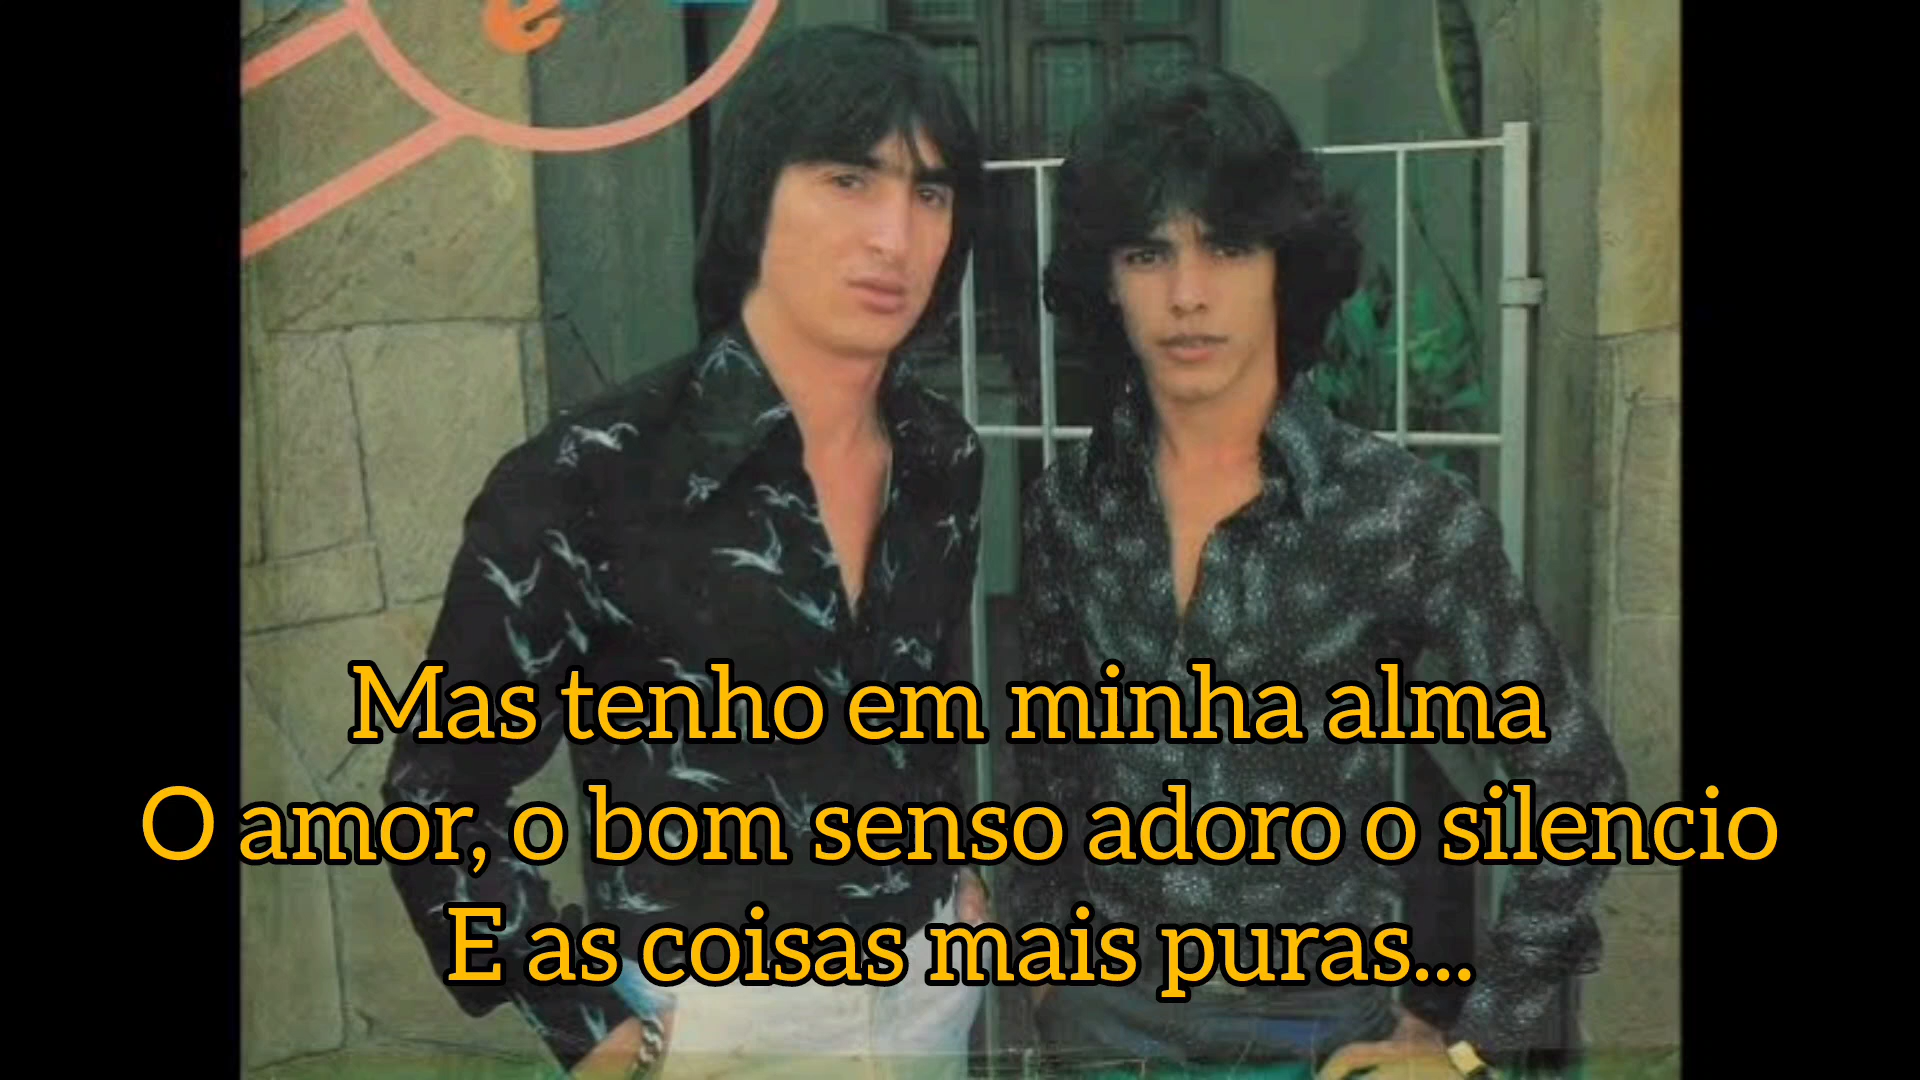 e
Mas tenho em minha alma
O amor, o bom senso adoro o silencio
E as coisas mais puras...